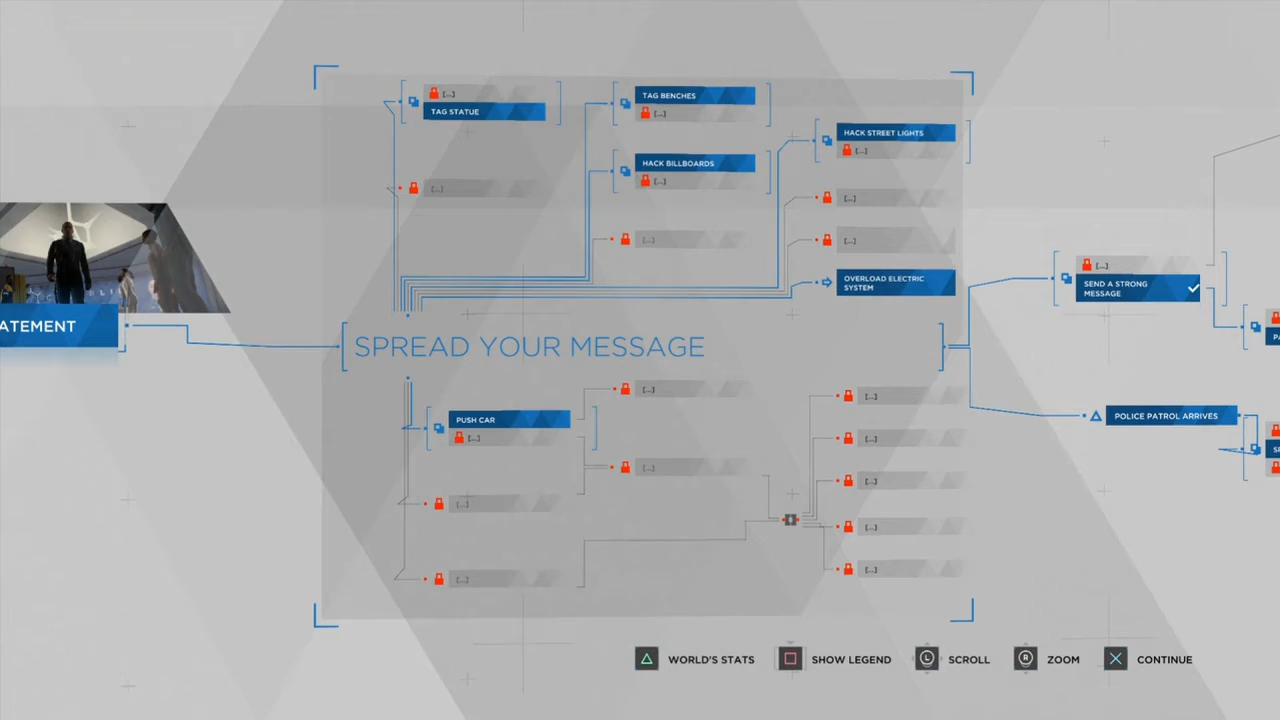 [...]
TAG STATUE
[...]
TAG BENCHES
[...]
HACK BILLBOARDS
[...]
[...]
HACK STREET LIGHTS
[...]
[...]
[...]
OVERLOAD ELECTRIC
SYSTEM
ATEMENT
SPREAD YOUR MESSAGE
[...]
SEND A STRONG
MESSAGE
POLICE PATROL ARRIVES
PUSH CAR
[...]
[...]
[...]
[...]
[...]
[...]
[...]
[...]
[...]
[...]
WORLD'S STATS
SHOW LEGEND
L
SCROLL
R
ZOOM
CONTINUE